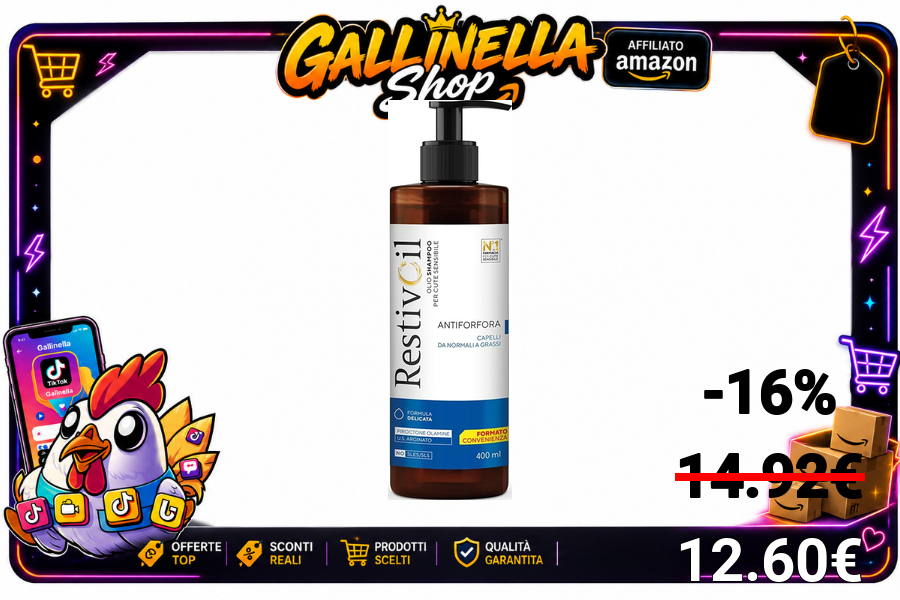 GALLINELLA
Shop
AFFILIATO
amazon
RestivOil
OLIO SHAMPOO
PER CUTE SENSIBILE
N°1
ANTIFORFORA
CAPELLI
DA NORMALI A GRASSI
FORMULA
DELICATA
PIROCTONE OLAMINE
U.S. ARGINATO
NO SLES/SLS
FORMATO
CONVENIENZA
400 ml
Gallinella
TikTok
Gallinella
-16%
14.92€
12.60€
OFFERTE
TOP
SCONTI
REALI
PRODOTTI
SCELTI
QUALITÀ
GARANTITA